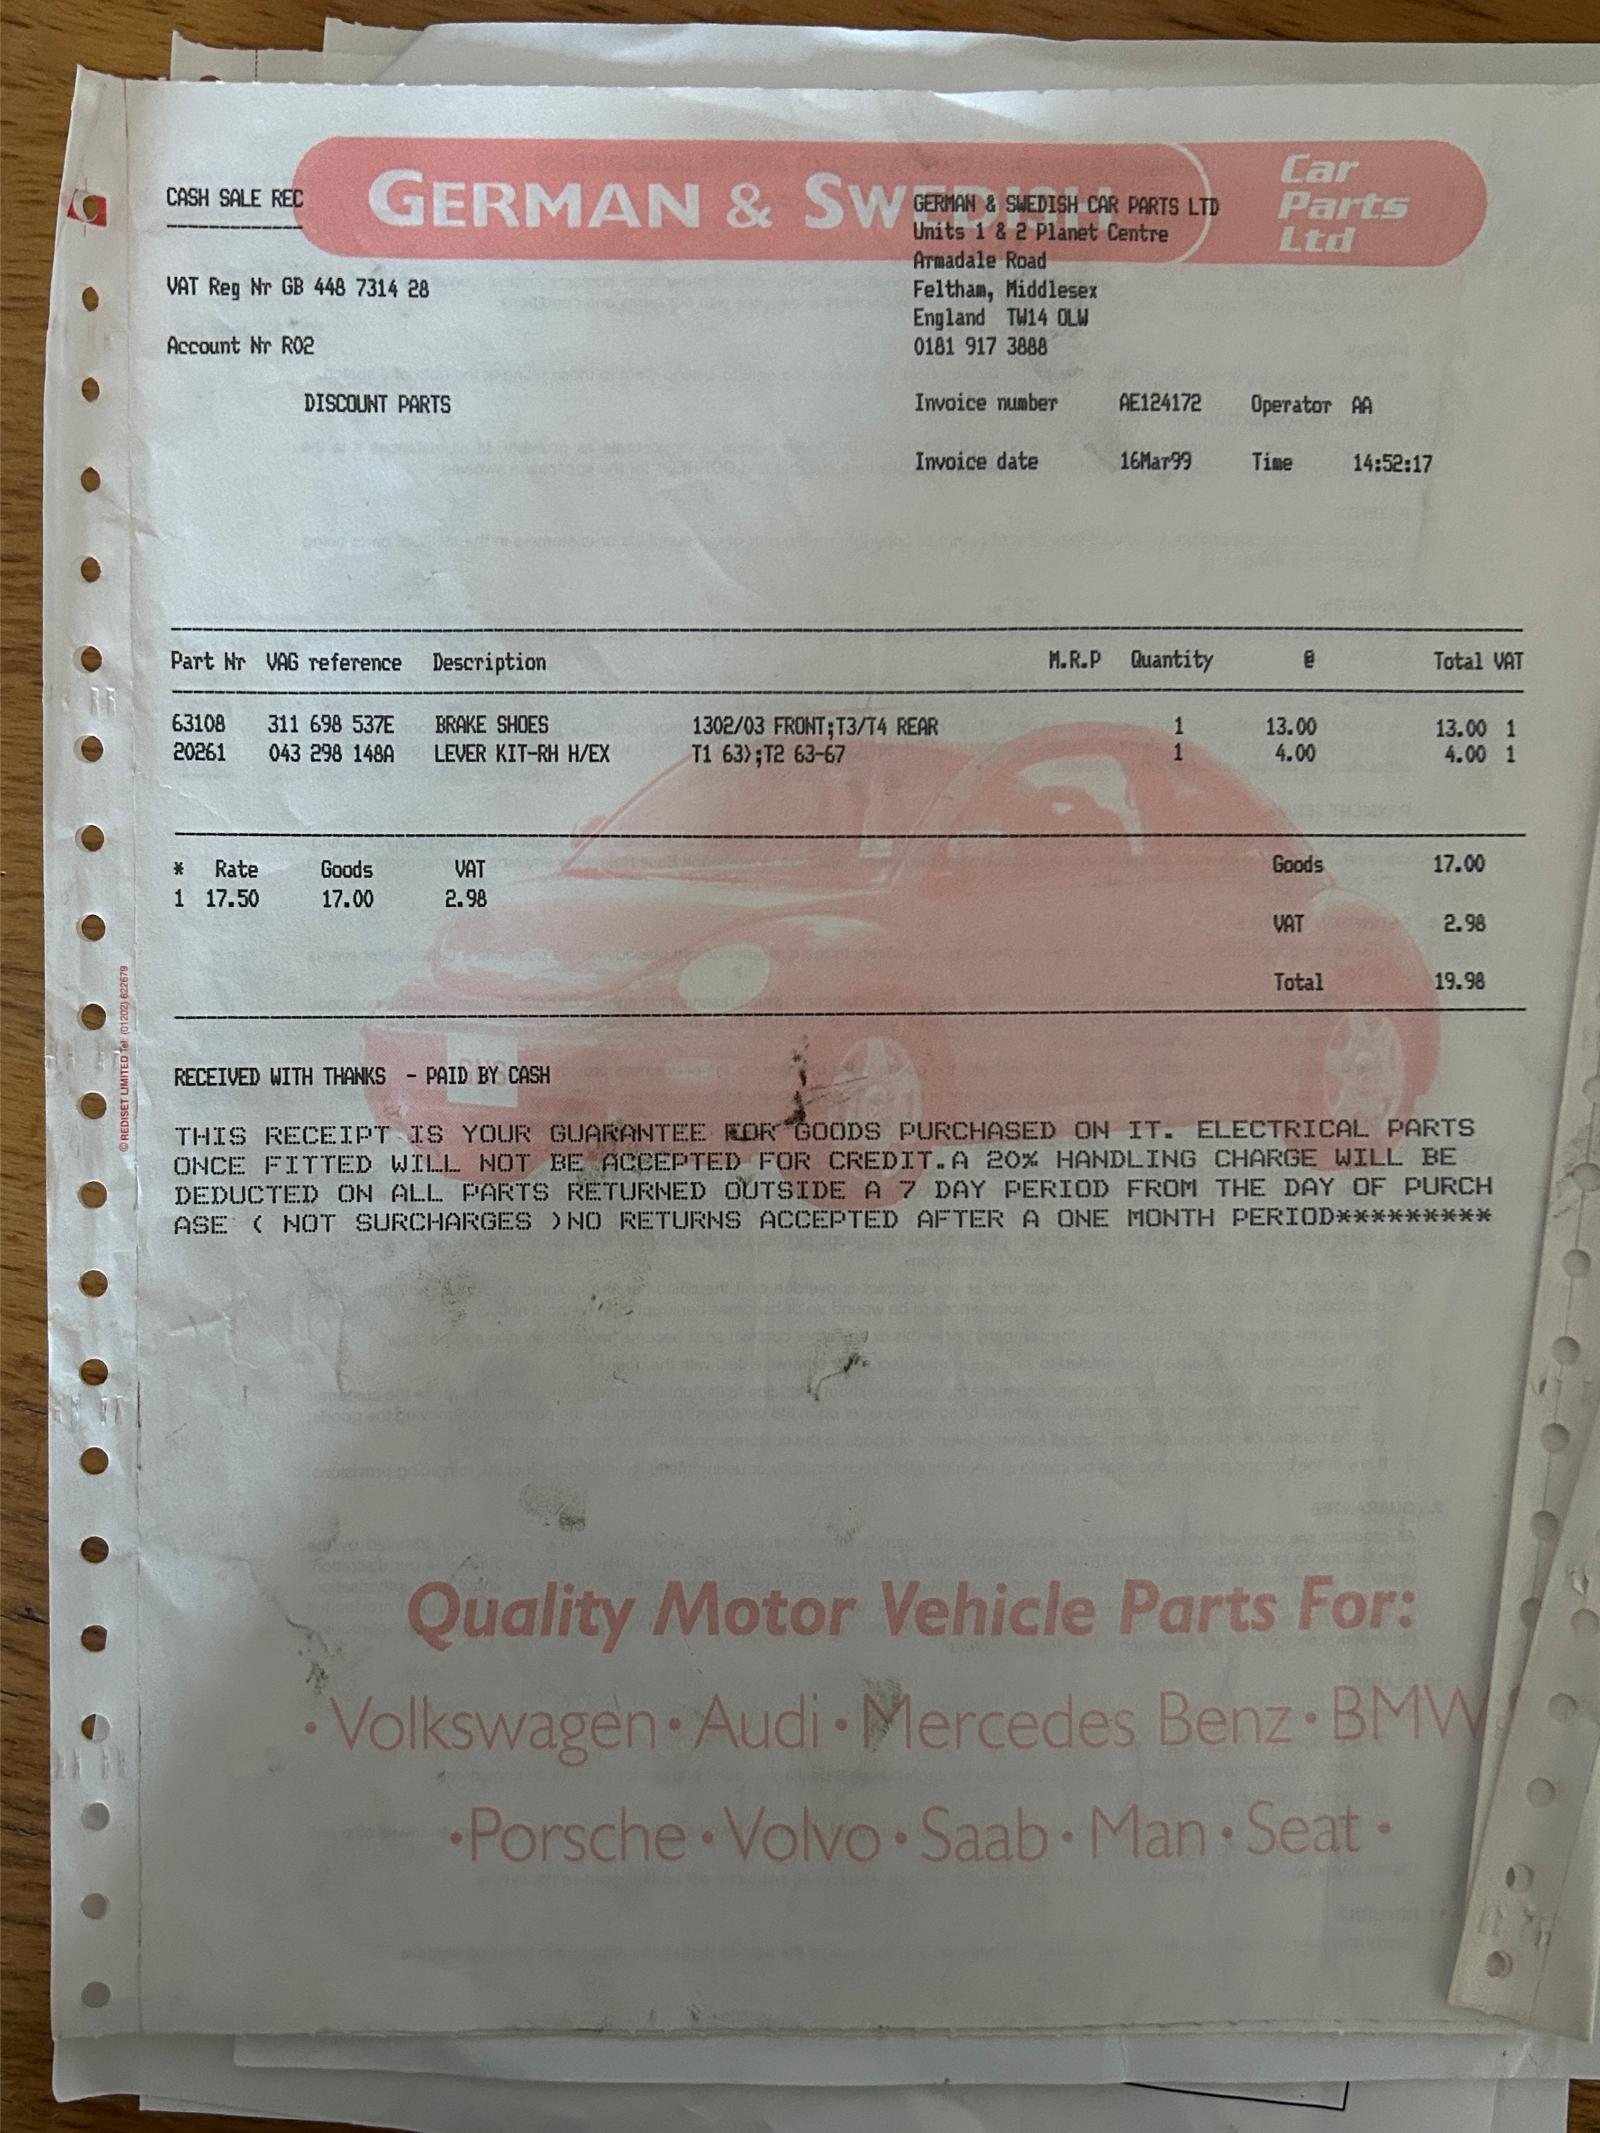 GERMAN & SWEDISH Car Parts Ltd
CASH SALE REC
GERMAN & SWEDISH CAR PARTS LTD
Units 1 & 2 Planet Centre
Armadale Road
VAT Reg Nr GB 448 7314 28
Feltham, Middlesex
England TW14 0LW
Account Nr R02
0181 917 3888
DISCOUNT PARTS
Invoice number AE124172 Operator AA
Invoice date 16Mar99 Time 14:52:17
Part Nr VAG reference Description M.R.P Quantity @ Total VAT
63108 311 698 537E BRAKE SHOES 1302/03 FRONT;T3/T4 REAR 1 13.00 13.00 1
20261 043 298 148A LEVER KIT-RH H/EX T1 63);T2 63-67 1 4.00 4.00 1
* Rate Goods VAT
1 17.50 17.00 2.98
Goods 17.00
VAT 2.98
Total 19.98
© REDISET LIMITED Tel: (01202) 622679
RECEIVED WITH THANKS - PAID BY CASH
THIS RECEIPT IS YOUR GUARANTEE FOR GOODS PURCHASED ON IT. ELECTRICAL PARTS
ONCE FITTED WILL NOT BE ACCEPTED FOR CREDIT.A 20% HANDLING CHARGE WILL BE
DEDUCTED ON ALL PARTS RETURNED OUTSIDE A 7 DAY PERIOD FROM THE DAY OF PURCH
ASE ( NOT SURCHARGES )NO RETURNS ACCEPTED AFTER A ONE MONTH PERIOD*********
Quality Motor Vehicle Parts For:
• Volkswagen • Audi • Mercedes Benz • BMW
• Porsche • Volvo • Saab • Man • Seat •